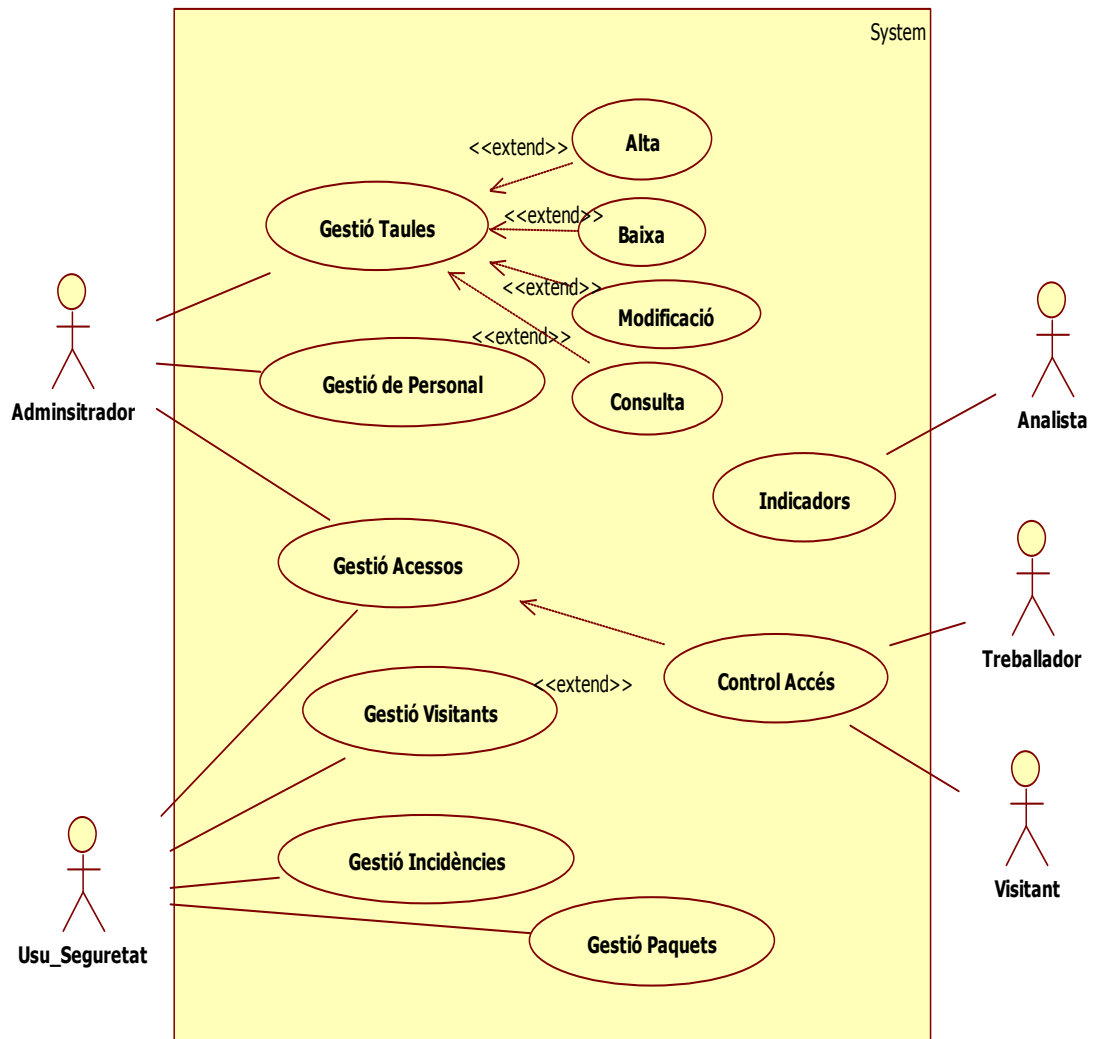 System
Alta
<<extend>>
Gestió Taules
<<extend>>
Baixa
<<extend>>
Modificació
<<extend>>
Gestió de Personal
Consulta
Adminsitrador
Analista
Indicadors
Gestió Acessos
Treballador
Control Accés
<<extend>>
Gestió Visitants
Gestió Incidències
Visitant
Gestió Paquets
Usu_Seguretat